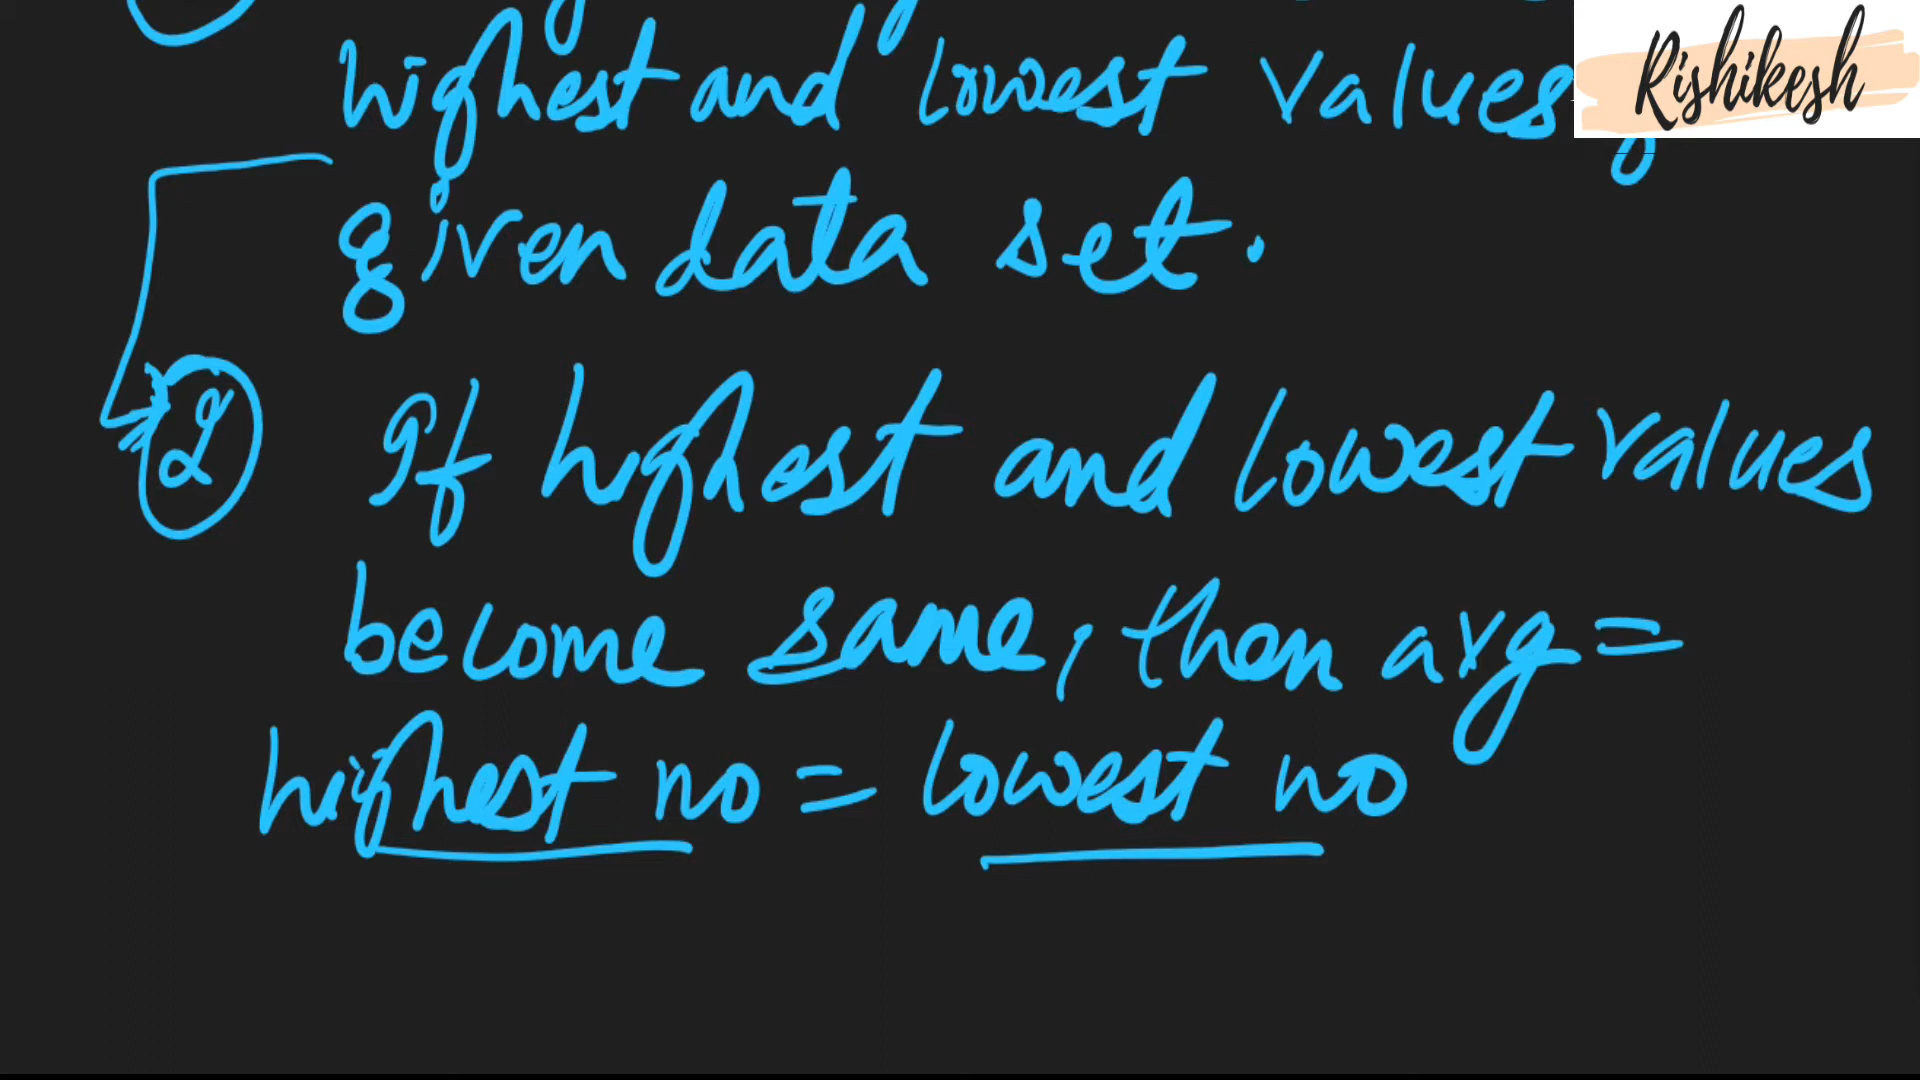 highest and lowest values
Rishikesh
given data set.
2 If highest and lowest values
become same, then avg =
highest no = lowest no